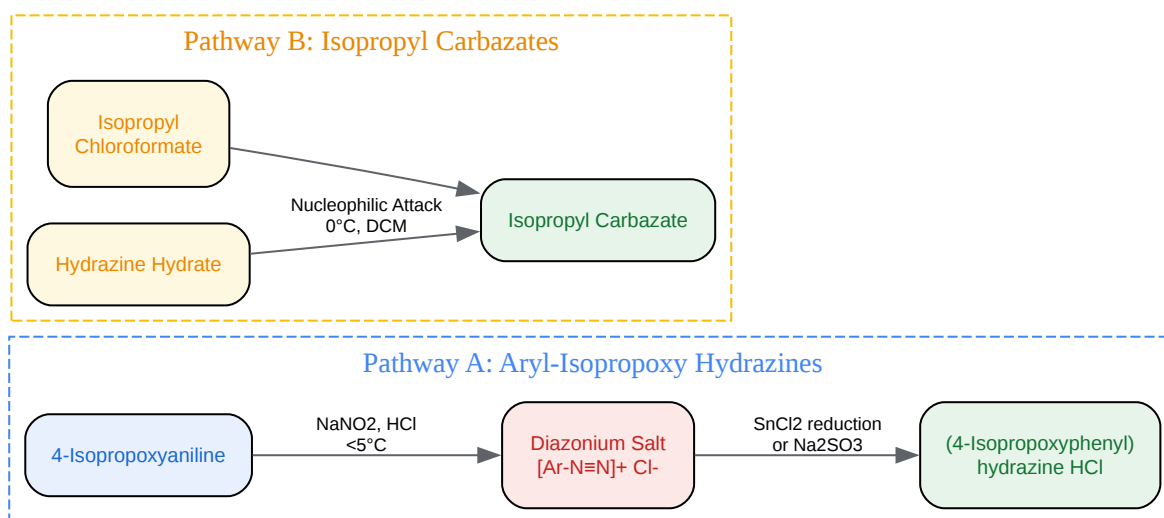 Pathway B: Isopropyl Carbazates
Isopropyl
Chloroformate
Nucleophilic Attack
0°C, DCM
Hydrazine Hydrate
Isopropyl Carbazate
Pathway A: Aryl-Isopropoxy Hydrazines
4-Isopropoxyaniline
NaNO2, HCl
<5°C
Diazonium Salt
[Ar-N≡N]+ Cl-
SnCl2 reduction
or Na2SO3
(4-Isopropoxyphenyl)
hydrazine HCl